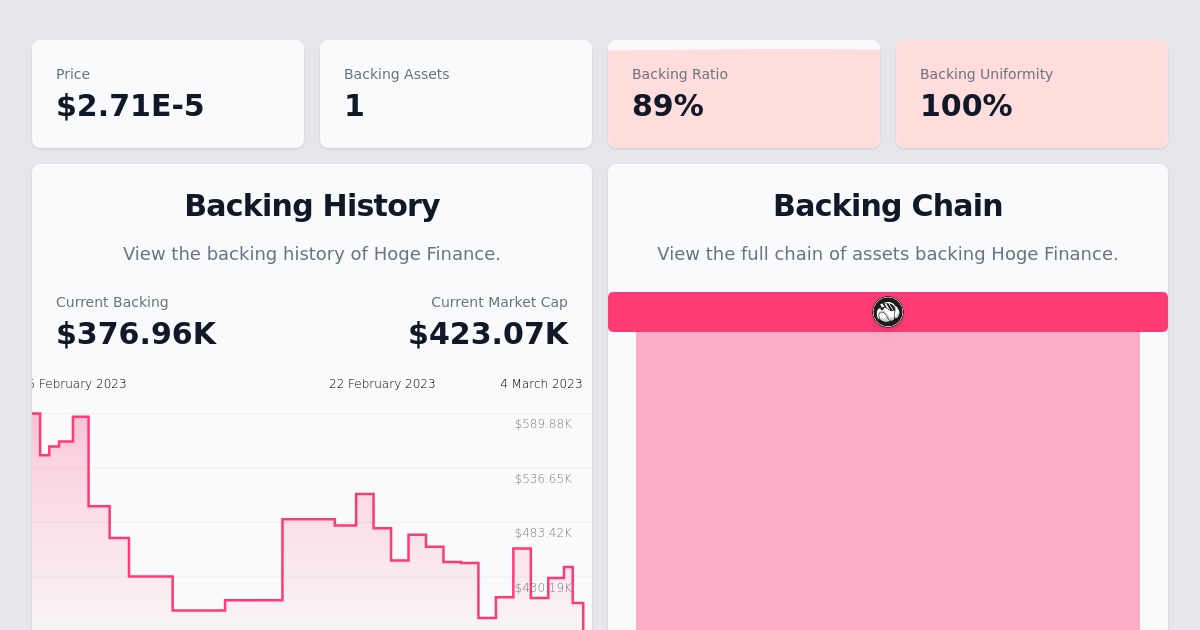 Price
$2.71E-5
Backing Assets
1
Backing Ratio
89%
Backing Uniformity
100%
Backing History
View the backing history of Hoge Finance.
Current Backing
$376.96K
Current Market Cap
$423.07K
February 2023
22 February 2023
4 March 2023
$589.88K
$536.65K
$483.42K
$430.19K
Backing Chain
View the full chain of assets backing Hoge Finance.